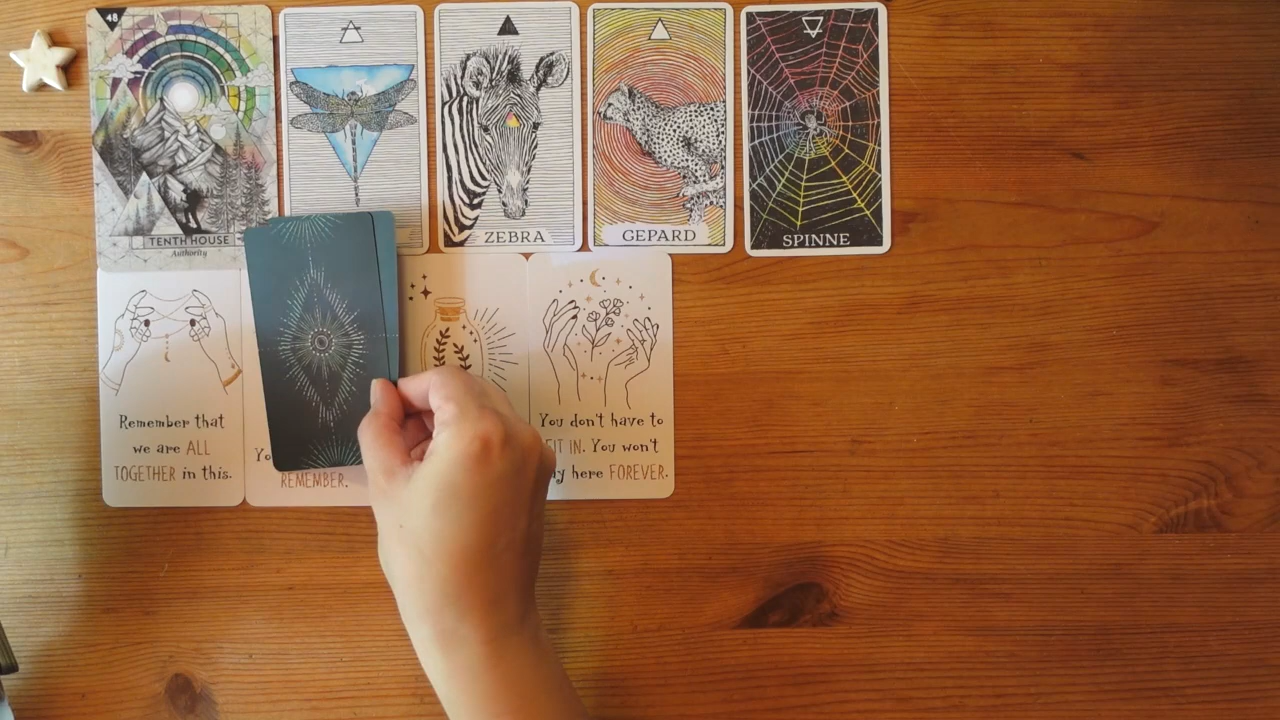 48
TENTH HOUSE
Authority
ZEBRA
GEPARD
SPINNE
Remember that
we are ALL
TOGETHER in this.
REMEMBER.
You don't have to
FIT IN. You won't
here FOREVER.